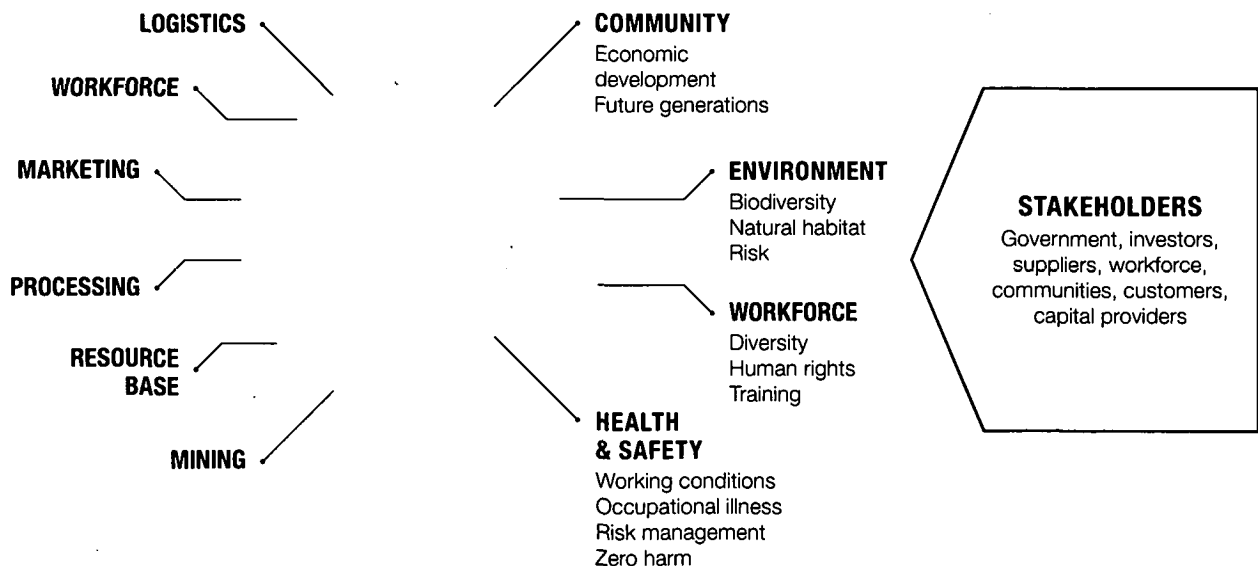 LOGISTICS
WORKFORCE
MARKETING
PROCESSING
RESOURCE
BASE
MINING
COMMUNITY
Economic
development
Future generations
ENVIRONMENT
Biodiversity
Natural habitat
Risk
WORKFORCE
Diversity
Human rights
Training
HEALTH
& SAFETY
Working conditions
Occupational illness
Risk management
Zero harm
STAKEHOLDERS
Government, investors,
suppliers, workforce,
communities, customers,
capital providers